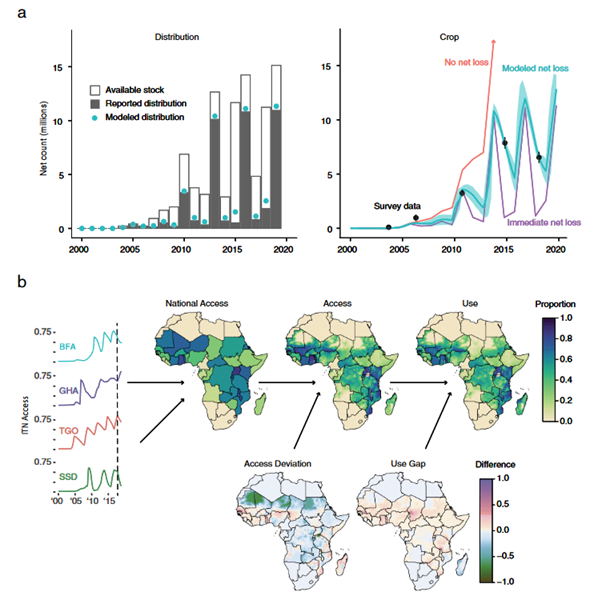 a
Distribution
Crop
15
10
5
0
Net count (millions)
Available stock
Reported distribution
Modeled distribution
2000
2005
2010
2015
2020
15
10
5
0
No net loss
Modeled net loss
Survey data
Immediate net loss
2000
2005
2010
2015
2020
b
National Access
Access
Use
Proportion
1.0
0.8
0.6
0.4
0.2
0.0
ITN Access
0.75
BFA
0.75
GHA
0.75
TGO
0.75
SSD
'00
'05
'10
'15
Access Deviation
Use Gap
Difference
1.0
0.5
0.0
−0.5
−1.0